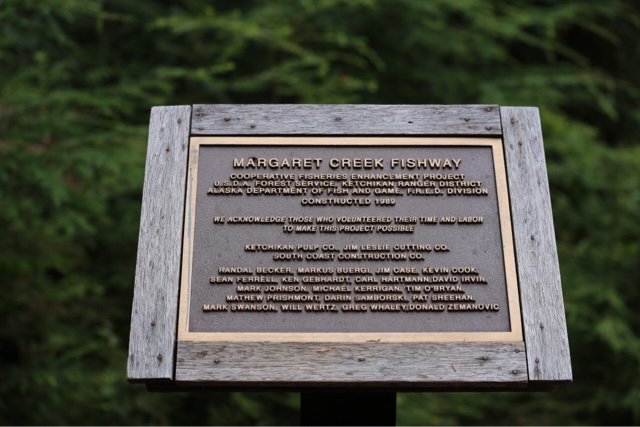 MARGARET CREEK FISHWAY
COOPERATIVE FISHERIES ENHANCEMENT PROJECT
U.S.D.A. FOREST SERVICE, KETCHIKAN RANGER DISTRICT
ALASKA DEPARTMENT OF FISH AND GAME, F.R.E.D. DIVISION
CONSTRUCTED 1989
WE ACKNOWLEDGE THOSE WHO VOLUNTEERED THEIR TIME AND LABOR
TO MAKE THIS PROJECT POSSIBLE
KETCHIKAN PULP CO., JIM LESLIE CUTTING CO.
SOUTH COAST CONSTRUCTION CO.
RANDAL BECKER, MARKUS BUERGI, JIM CASE, KEVIN COOK,
SEAN FERRELL, KEN GEBHARDT, CARL HARTMANN, DAVID IRVIN,
MARK JOHNSON, MICHAEL KERRIGAN, TIM O'BRYAN,
MATHEW PRISHMONT, DARIN SAMBORSKI, PAT SHEEHAN,
MARK SWANSON, WILL WERTZ, GREG WHALEY, DONALD ZEMANOVIC